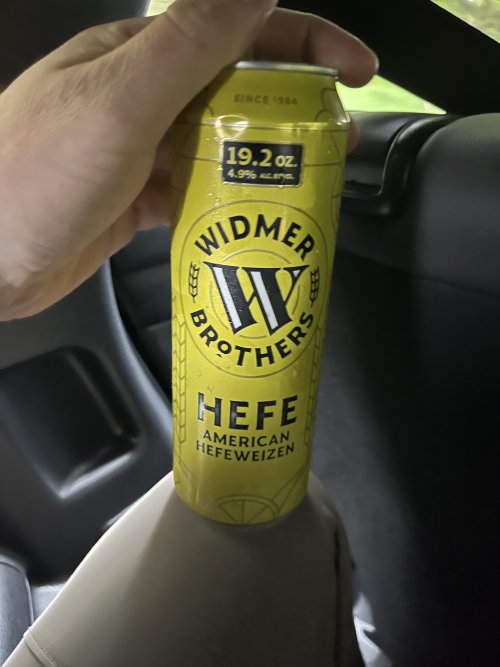 SINCE 1984
19.2 oz.
4.9% ALC. BY VOL.
WIDMER
W
BROTHERS
HEFE
AMERICAN
HEFEWEIZEN